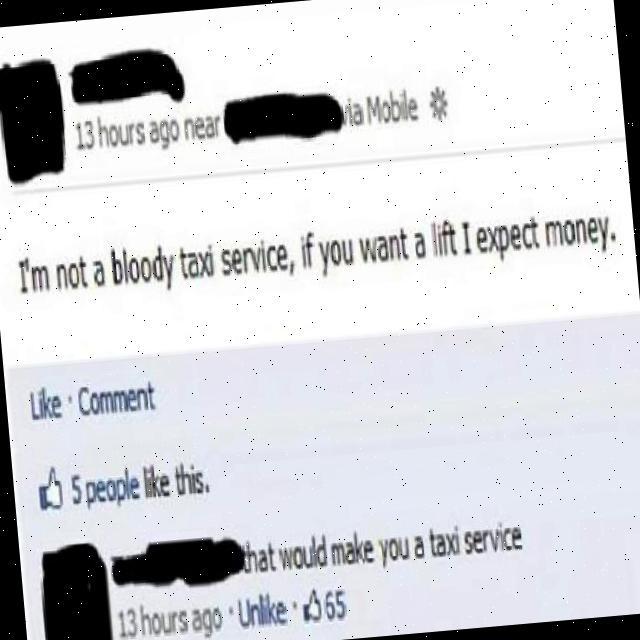 13 hours ago near via Mobile
I'm not a bloody taxi service, if you want a lift I expect money.
Like · Comment
5 people like this.
that would make you a taxi service
13 hours ago · Unlike · 65